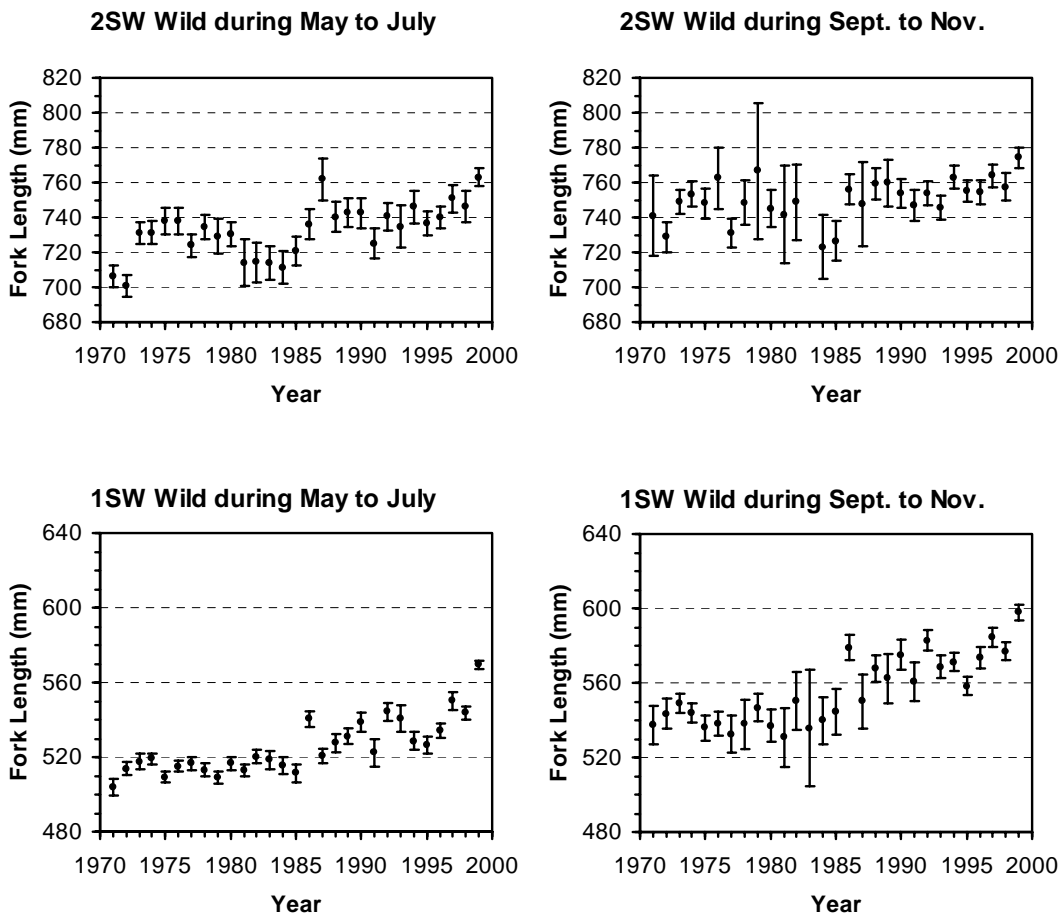 2SW Wild during May to July
Fork Length (mm)
820
800
780
760
740
720
700
680
1970 1975 1980 1985 1990 1995 2000
Year
2SW Wild during Sept. to Nov.
Fork Length (mm)
820
800
780
760
740
720
700
680
1970 1975 1980 1985 1990 1995 2000
Year
1SW Wild during May to July
Fork Length (mm)
640
600
560
520
480
1970 1975 1980 1985 1990 1995 2000
Year
1SW Wild during Sept. to Nov.
Fork Length (mm)
640
600
560
520
480
1970 1975 1980 1985 1990 1995 2000
Year